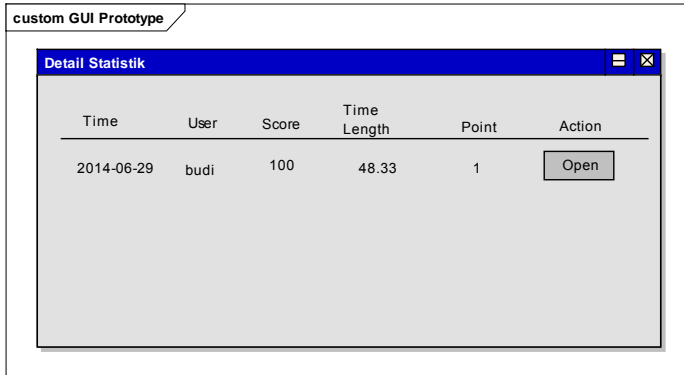 custom GUI Prototype
Detail Statistik
Time User Score Time Length Point Action
2014-06-29 budi 100 48.33 1 Open